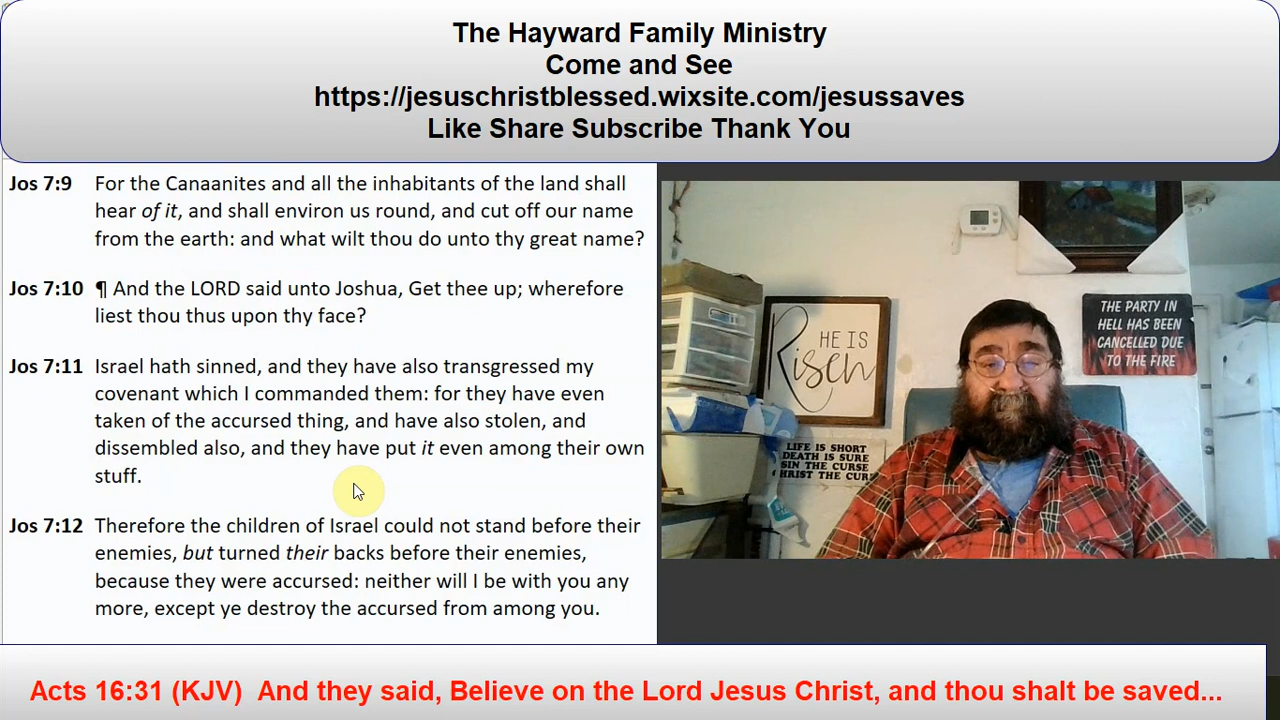 The Hayward Family Ministry
Come and See
https://jesuschristblessed.wixsite.com/jesussaves
Like Share Subscribe Thank You
Jos 7:9 For the Canaanites and all the inhabitants of the land shall
hear of it, and shall environ us round, and cut off our name
from the earth: and what wilt thou do unto thy great name?
Jos 7:10 ¶ And the LORD said unto Joshua, Get thee up; wherefore
liest thou thus upon thy face?
Jos 7:11 Israel hath sinned, and they have also transgressed my
covenant which I commanded them: for they have even
taken of the accursed thing, and have also stolen, and
dissembled also, and they have put it even among their own
stuff.
Jos 7:12 Therefore the children of Israel could not stand before their
enemies, but turned their backs before their enemies,
because they were accursed: neither will I be with you any
more, except ye destroy the accursed from among you.
HE IS
Risen
THE PARTY IN
HELL HAS BEEN
CANCELLED DUE
TO THE FIRE
LIFE IS SHORT
DEATH IS SURE
SIN THE CURSE
HRIST THE CUR
Acts 16:31 (KJV) And they said, Believe on the Lord Jesus Christ, and thou shalt be saved...